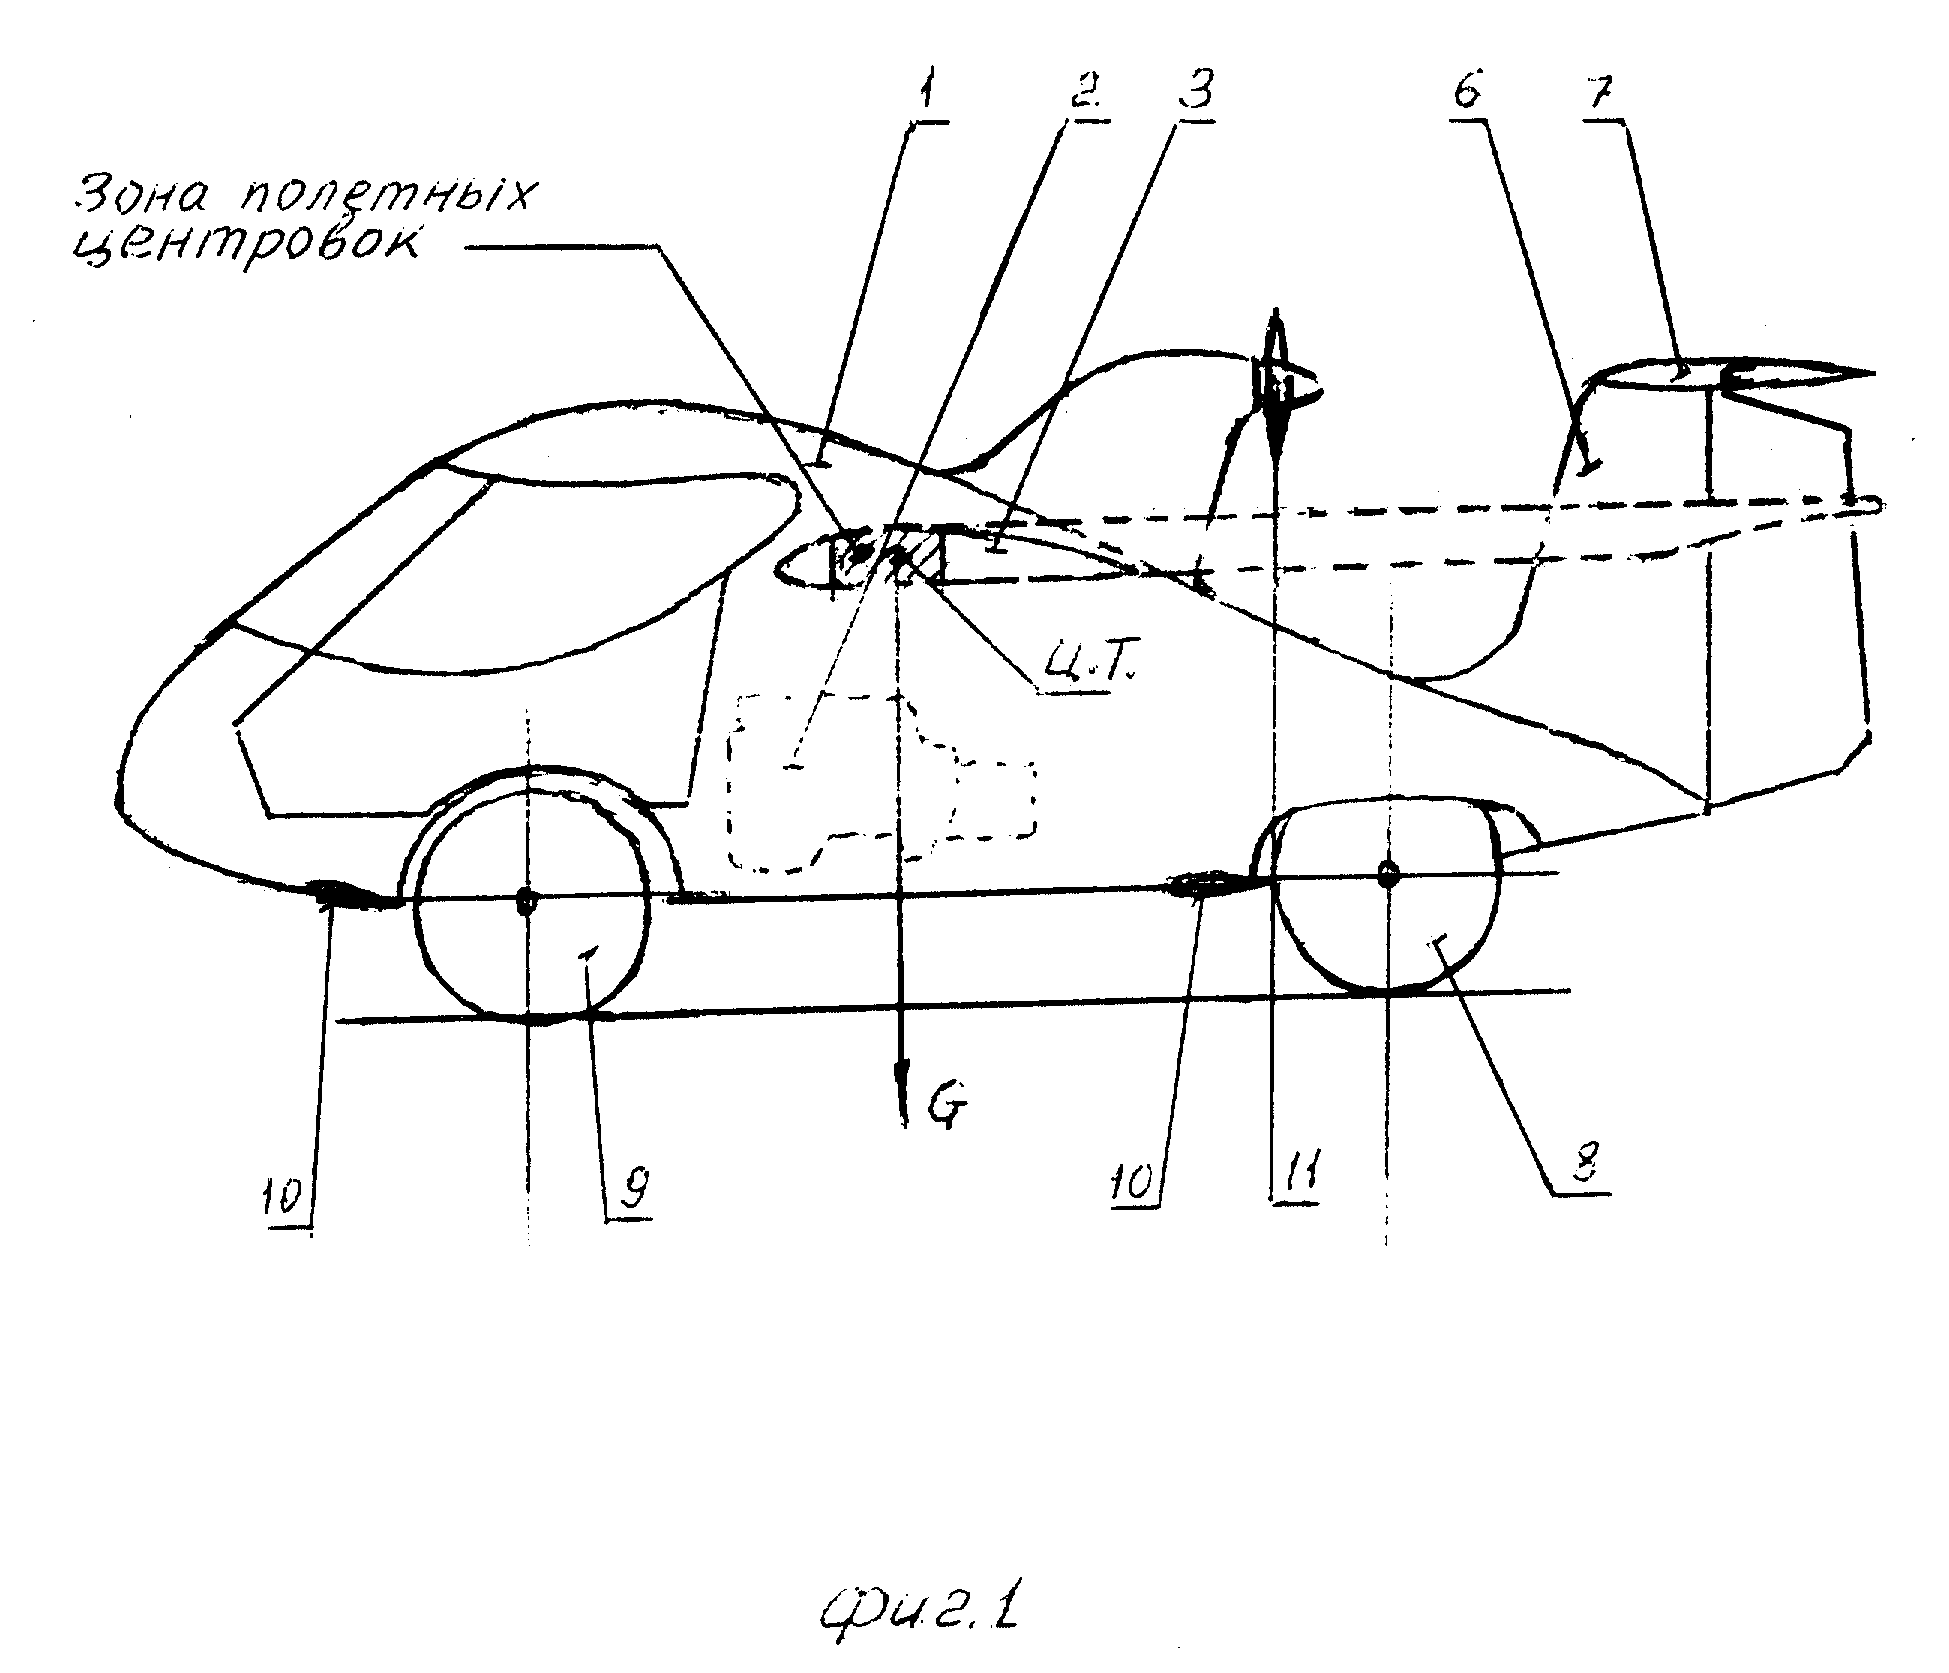 1 2 3 6 7
Зона полетных
центровок
Ц.Т.
G
10 9 10 11 8
фиг.1